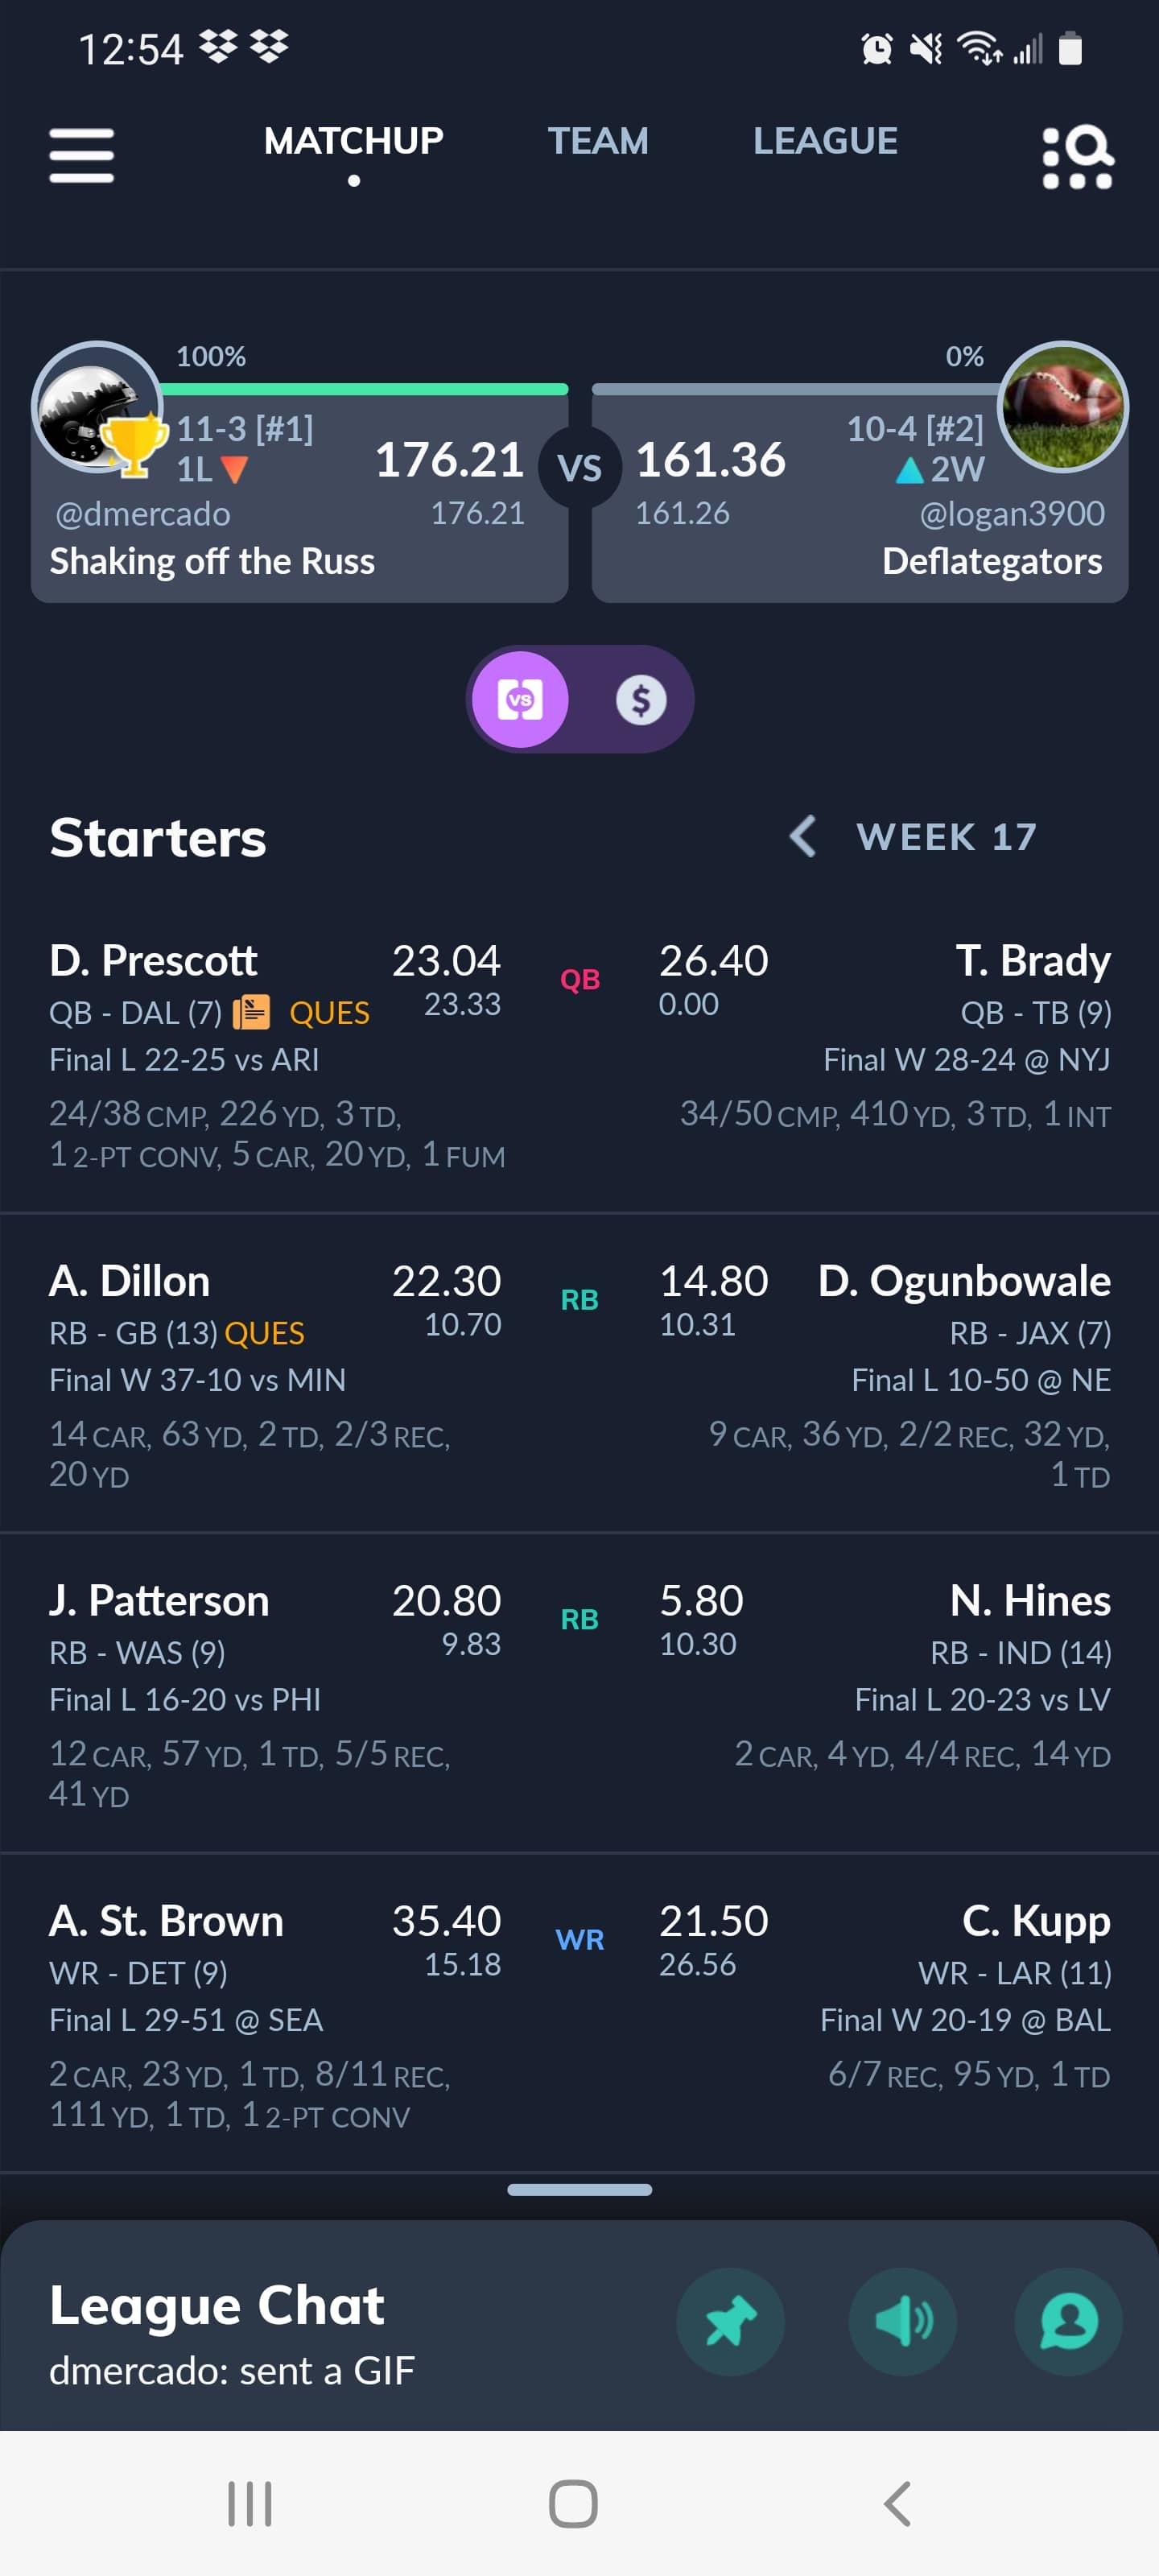 12:54
MATCHUP TEAM LEAGUE
100% 0%
11-3 [#1] 176.21 VS 161.36 10-4 [#2]
1L 2W
@dmercado 176.21 161.26 @logan3900
Shaking off the Russ Deflategators
VS $
Starters WEEK 17
D. Prescott 23.04 QB 26.40 T. Brady
QB - DAL (7) QUES 23.33 0.00 QB - TB (9)
Final L 22-25 vs ARI Final W 28-24 @ NYJ
24/38 CMP, 226 YD, 3 TD, 34/50 CMP, 410 YD, 3 TD, 1 INT
1 2-PT CONV, 5 CAR, 20 YD, 1 FUM
A. Dillon 22.30 RB 14.80 D. Ogunbowale
RB - GB (13) QUES 10.70 10.31 RB - JAX (7)
Final W 37-10 vs MIN Final L 10-50 @ NE
14 CAR, 63 YD, 2 TD, 2/3 REC, 9 CAR, 36 YD, 2/2 REC, 32 YD,
20 YD 1 TD
J. Patterson 20.80 RB 5.80 N. Hines
RB - WAS (9) 9.83 10.30 RB - IND (14)
Final L 16-20 vs PHI Final L 20-23 vs LV
12 CAR, 57 YD, 1 TD, 5/5 REC, 2 CAR, 4 YD, 4/4 REC, 14 YD
41 YD
A. St. Brown 35.40 WR 21.50 C. Kupp
WR - DET (9) 15.18 26.56 WR - LAR (11)
Final L 29-51 @ SEA Final W 20-19 @ BAL
2 CAR, 23 YD, 1 TD, 8/11 REC, 6/7 REC, 95 YD, 1 TD
111 YD, 1 TD, 1 2-PT CONV
League Chat
dmercado: sent a GIF